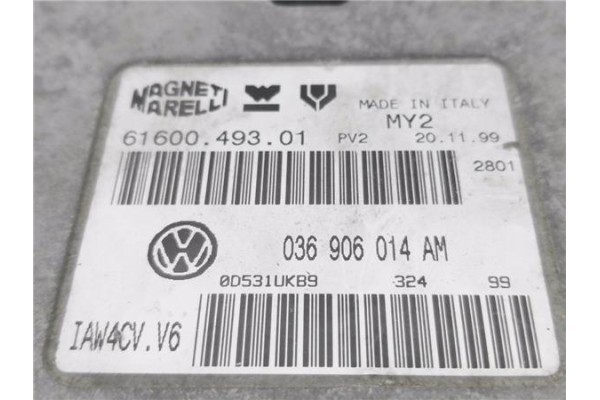 MAGNETI
MARELLI
MADE IN ITALY
MY2
61600.493.01 PV2 20.11.99
2801
036 906 014 AM
0D531UKB9 324 99
IAW4CV.V6